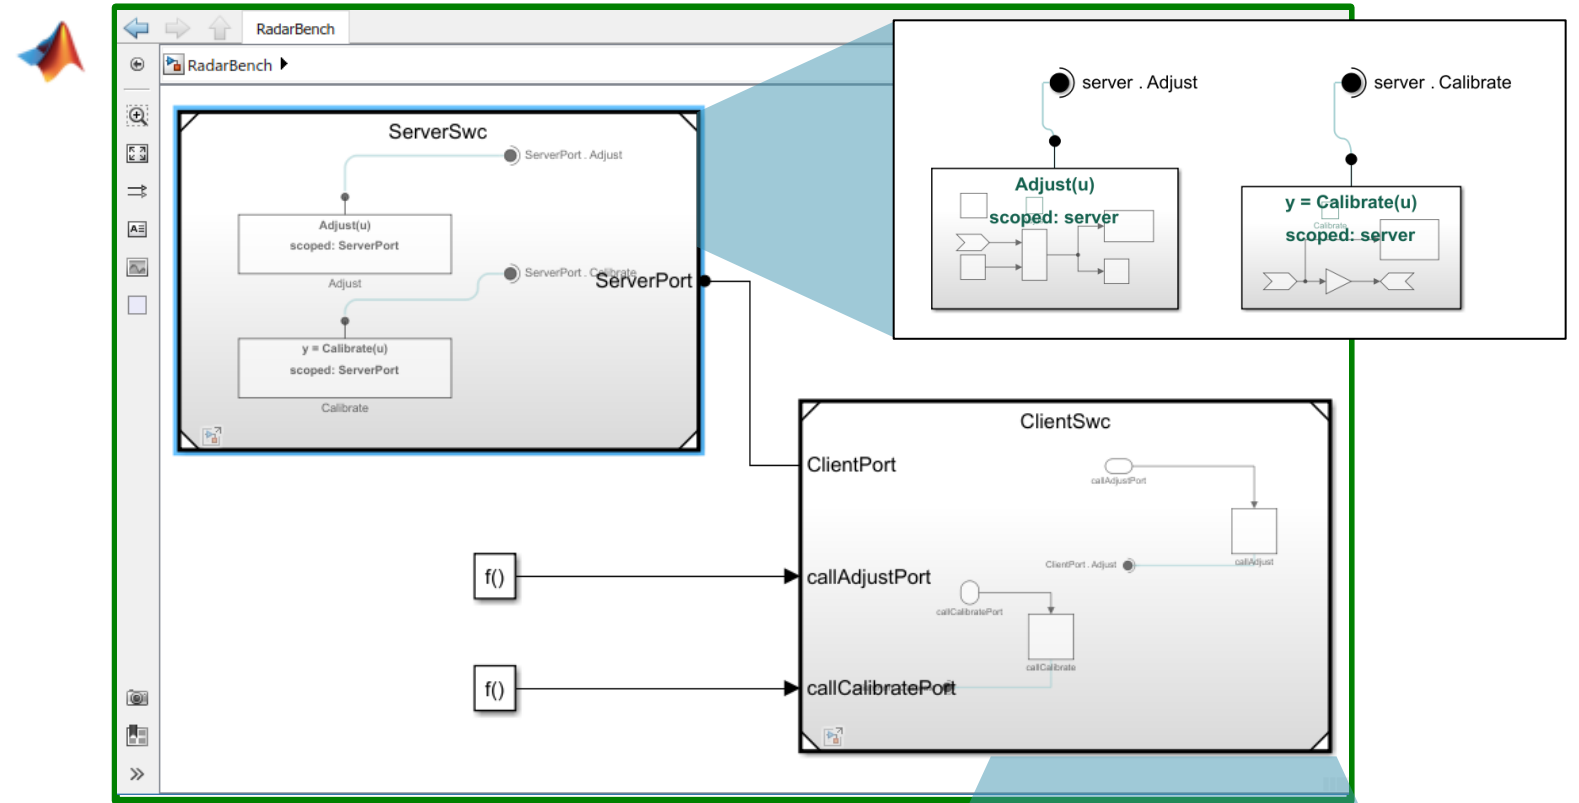 RadarBench
RadarBench
ServerSwc
ServerPort . Adjust
Adjust(u)
scoped: ServerPort
Adjust
ServerPort . Calibrate
ServerPort
y = Calibrate(u)
scoped: ServerPort
Calibrate
server . Adjust
server . Calibrate
Adjust(u)
scoped: server
y = Calibrate(u)
Calibrate
scoped: server
ClientSwc
ClientPort
callAdjustPort
callAdjust
ClientPort . Adjust
f()
callAdjustPort
callCalibratePort
callCalibrate
f()
callCalibratePort